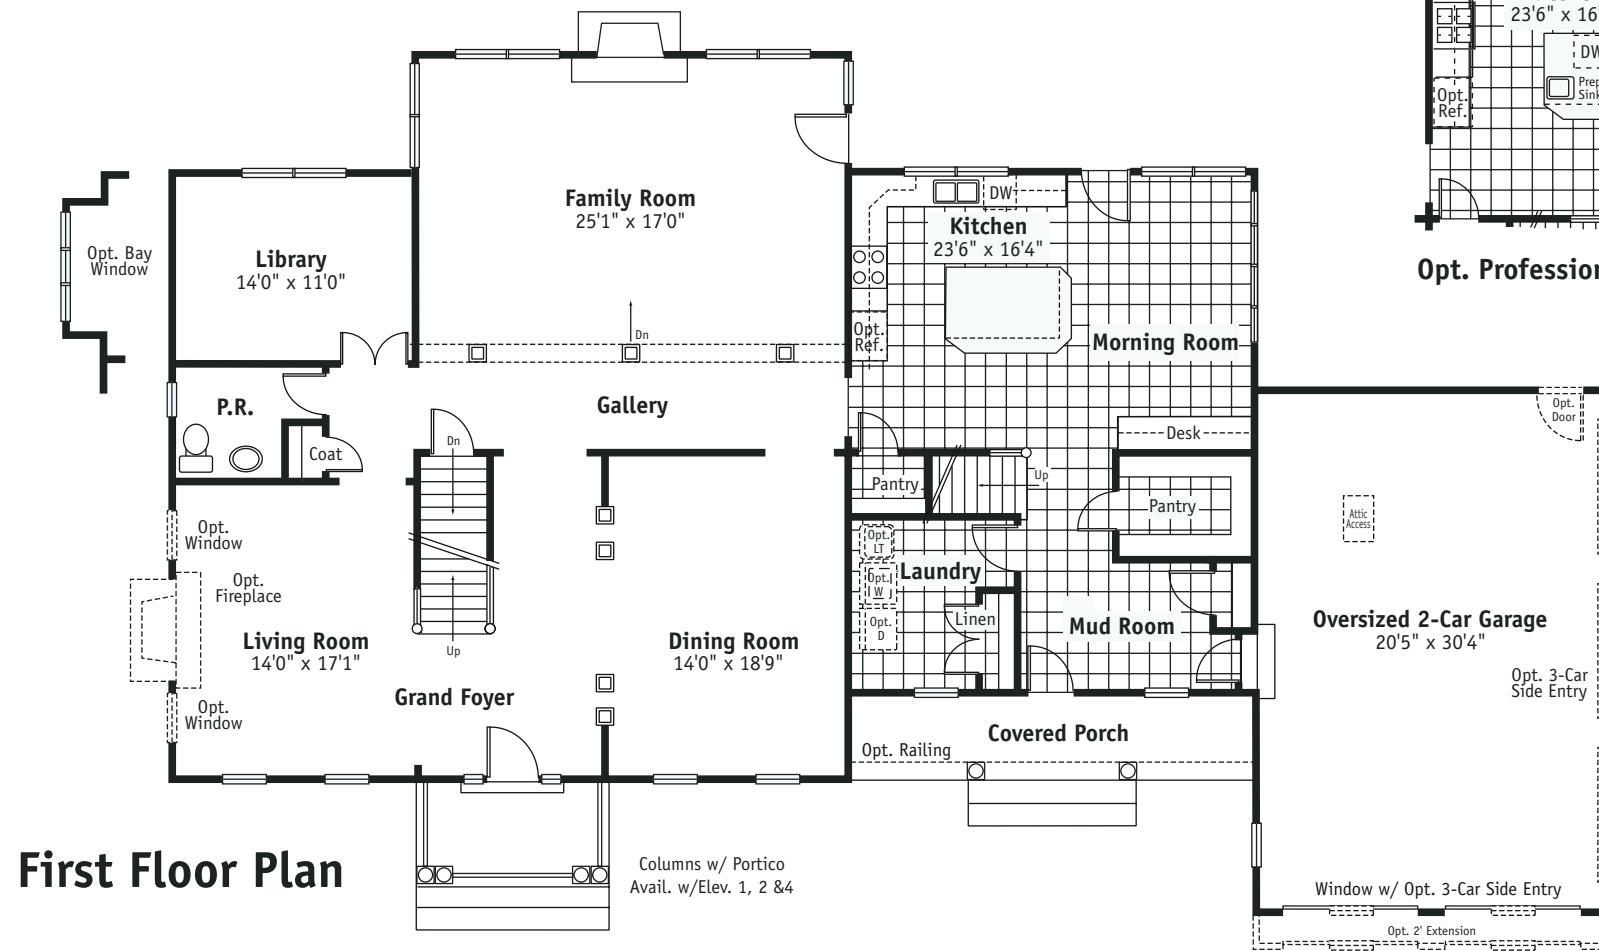 23'6" x 16'
DW
Prep
Sink
Opt.
Ref.
Opt. Profession
Family Room
25'1" x 17'0"
DW
Kitchen
23'6" x 16'4"
Opt. Bay
Window
Library
14'0" x 11'0"
Dn
Opt.
Ref.
Morning Room
P.R.
Gallery
Opt.
Door
Desk
Dn
Coat
Up
Pantry
Pantry
Attic
Access
Opt.
Window
Opt.
LT
Opt.
W
Laundry
Opt.
Fireplace
Opt.
D
Linen
Mud Room
Oversized 2-Car Garage
20'5" x 30'4"
Living Room
14'0" x 17'1"
Up
Dining Room
14'0" x 18'9"
Opt. 3-Car
Side Entry
Grand Foyer
Opt.
Window
Covered Porch
Opt. Railing
First Floor Plan
Columns w/ Portico
Avail. w/Elev. 1, 2 &4
Window w/ Opt. 3-Car Side Entry
Opt. 2' Extension